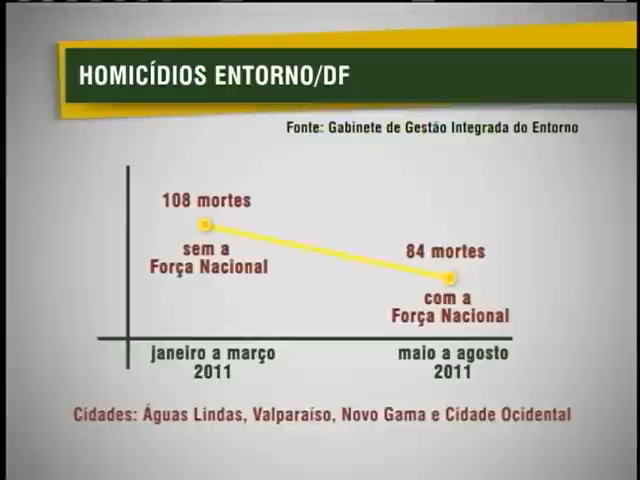 HOMICÍDIOS ENTORNO/DF
Fonte: Gabinete de Gestão Integrada do Entorno
108 mortes
sem a
Força Nacional
84 mortes
com a
Força Nacional
janeiro a março
2011
maio a agosto
2011
Cidades: Águas Lindas, Valparaíso, Novo Gama e Cidade Ocidental